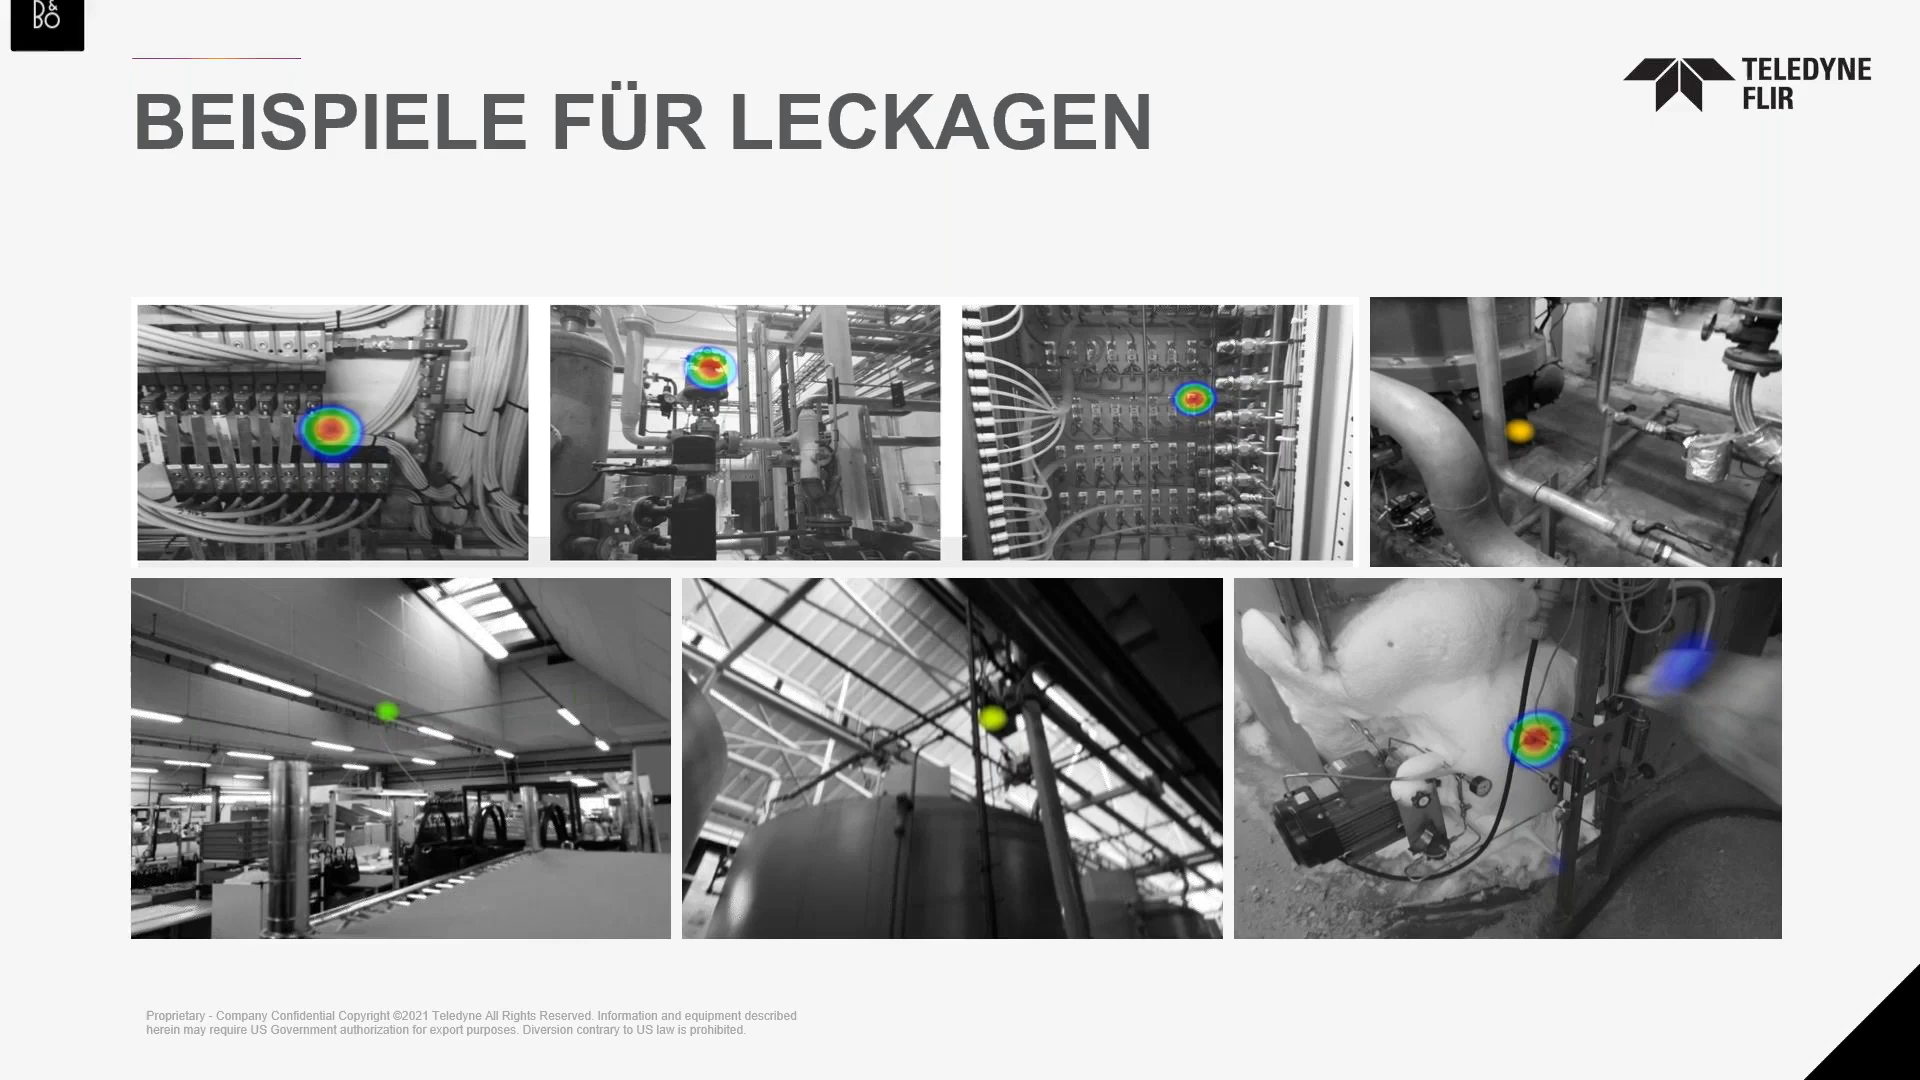 B&
BO
TELEDYNE
FLIR
BEISPIELE FÜR LECKAGEN
Proprietary - Company Confidential Copyright ©2021 Teledyne All Rights Reserved. Information and equipment described
herein may require US Government authorization for export purposes. Diversion contrary to US law is prohibited.